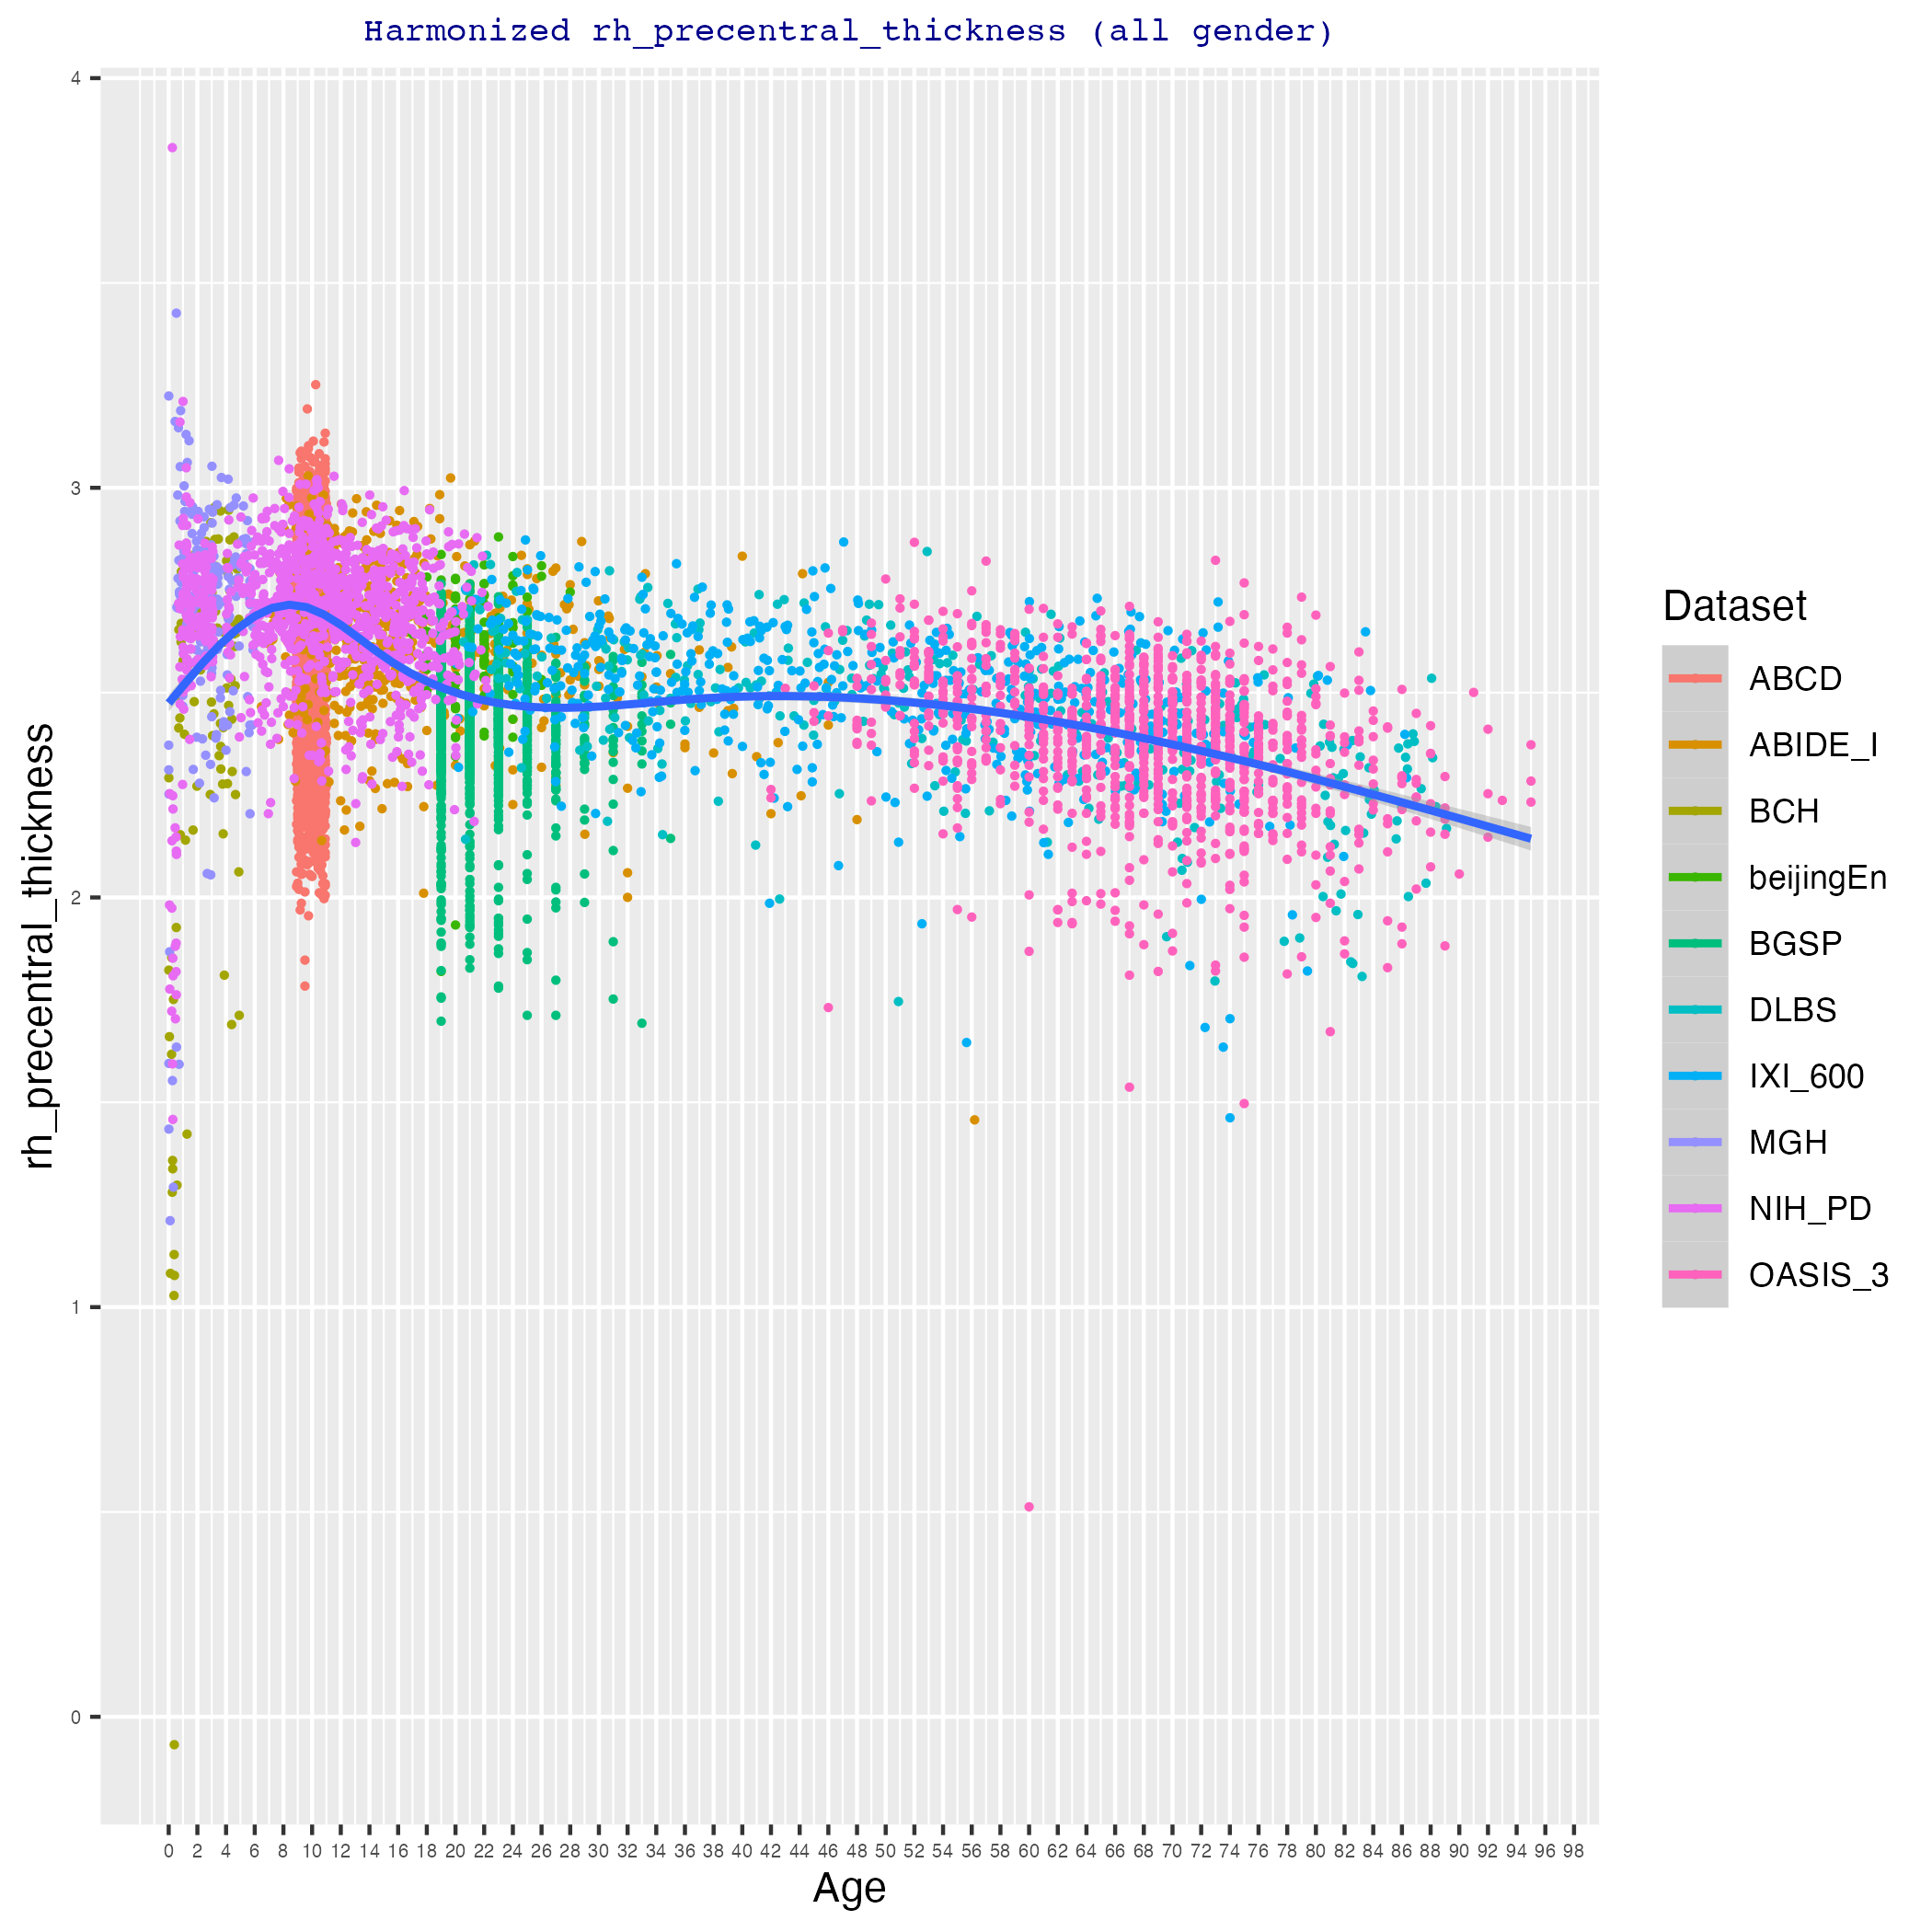 Harmonized rh_precentral_thickness (all gender)
4
3
2
1
0
rh_precentral_thickness
0 2 4 6 8 10 12 14 16 18 20 22 24 26 28 30 32 34 36 38 40 42 44 46 48 50 52 54 56 58 60 62 64 66 68 70 72 74 76 78 80 82 84 86 88 90 92 94 96 98
Age
Dataset
ABCD
ABIDE_I
BCH
beijingEn
BGSP
DLBS
IXI_600
MGH
NIH_PD
OASIS_3